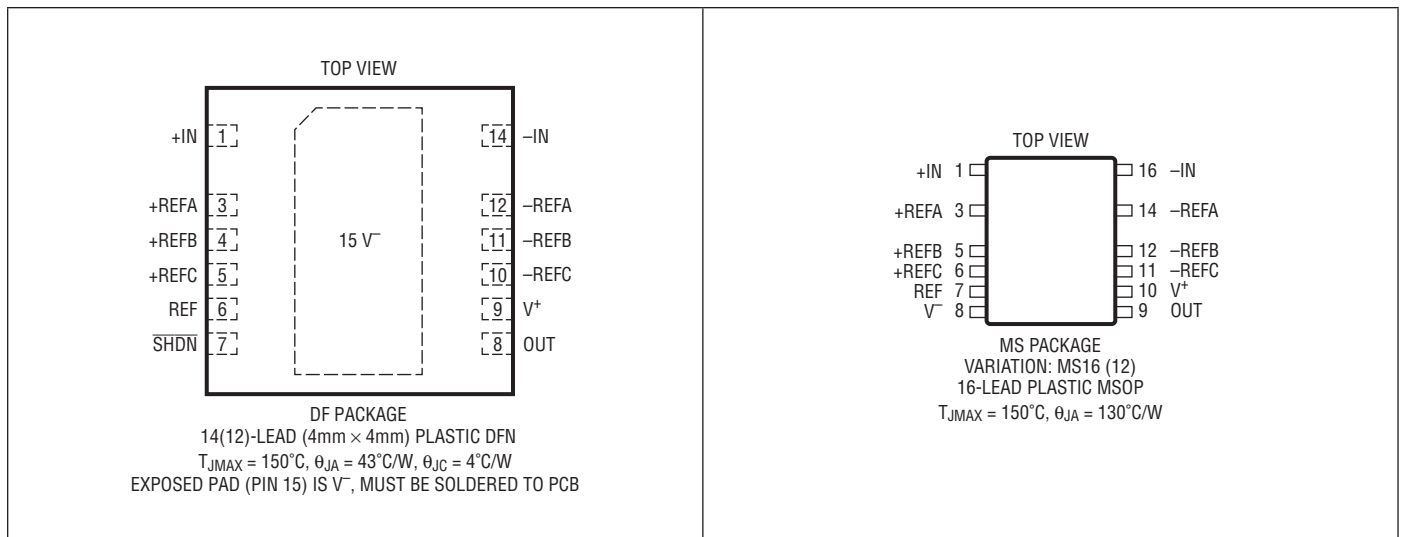 TOP VIEW
+IN 1 14 –IN
+REFA 3 12 –REFA
+REFB 4 15 V– 11 –REFB
+REFC 5 10 –REFC
REF 6 9 V+
SHDN 7 8 OUT
DF PACKAGE
14(12)-LEAD (4mm × 4mm) PLASTIC DFN
TJMAX = 150°C, θJA = 43°C/W, θJC = 4°C/W
EXPOSED PAD (PIN 15) IS V–, MUST BE SOLDERED TO PCB
TOP VIEW
+IN 1 16 –IN
+REFA 3 14 –REFA
+REFB 5 12 –REFB
+REFC 6 11 –REFC
REF 7 10 V+
V– 8 9 OUT
MS PACKAGE
VARIATION: MS16 (12)
16-LEAD PLASTIC MSOP
TJMAX = 150°C, θJA = 130°C/W